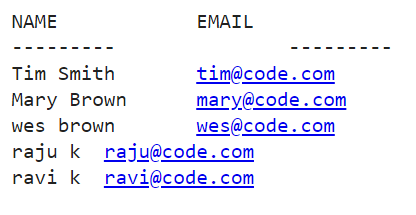 NAME EMAIL
--------- ---------
Tim Smith tim@code.com
Mary Brown mary@code.com
wes brown wes@code.com
raju k raju@code.com
ravi k ravi@code.com